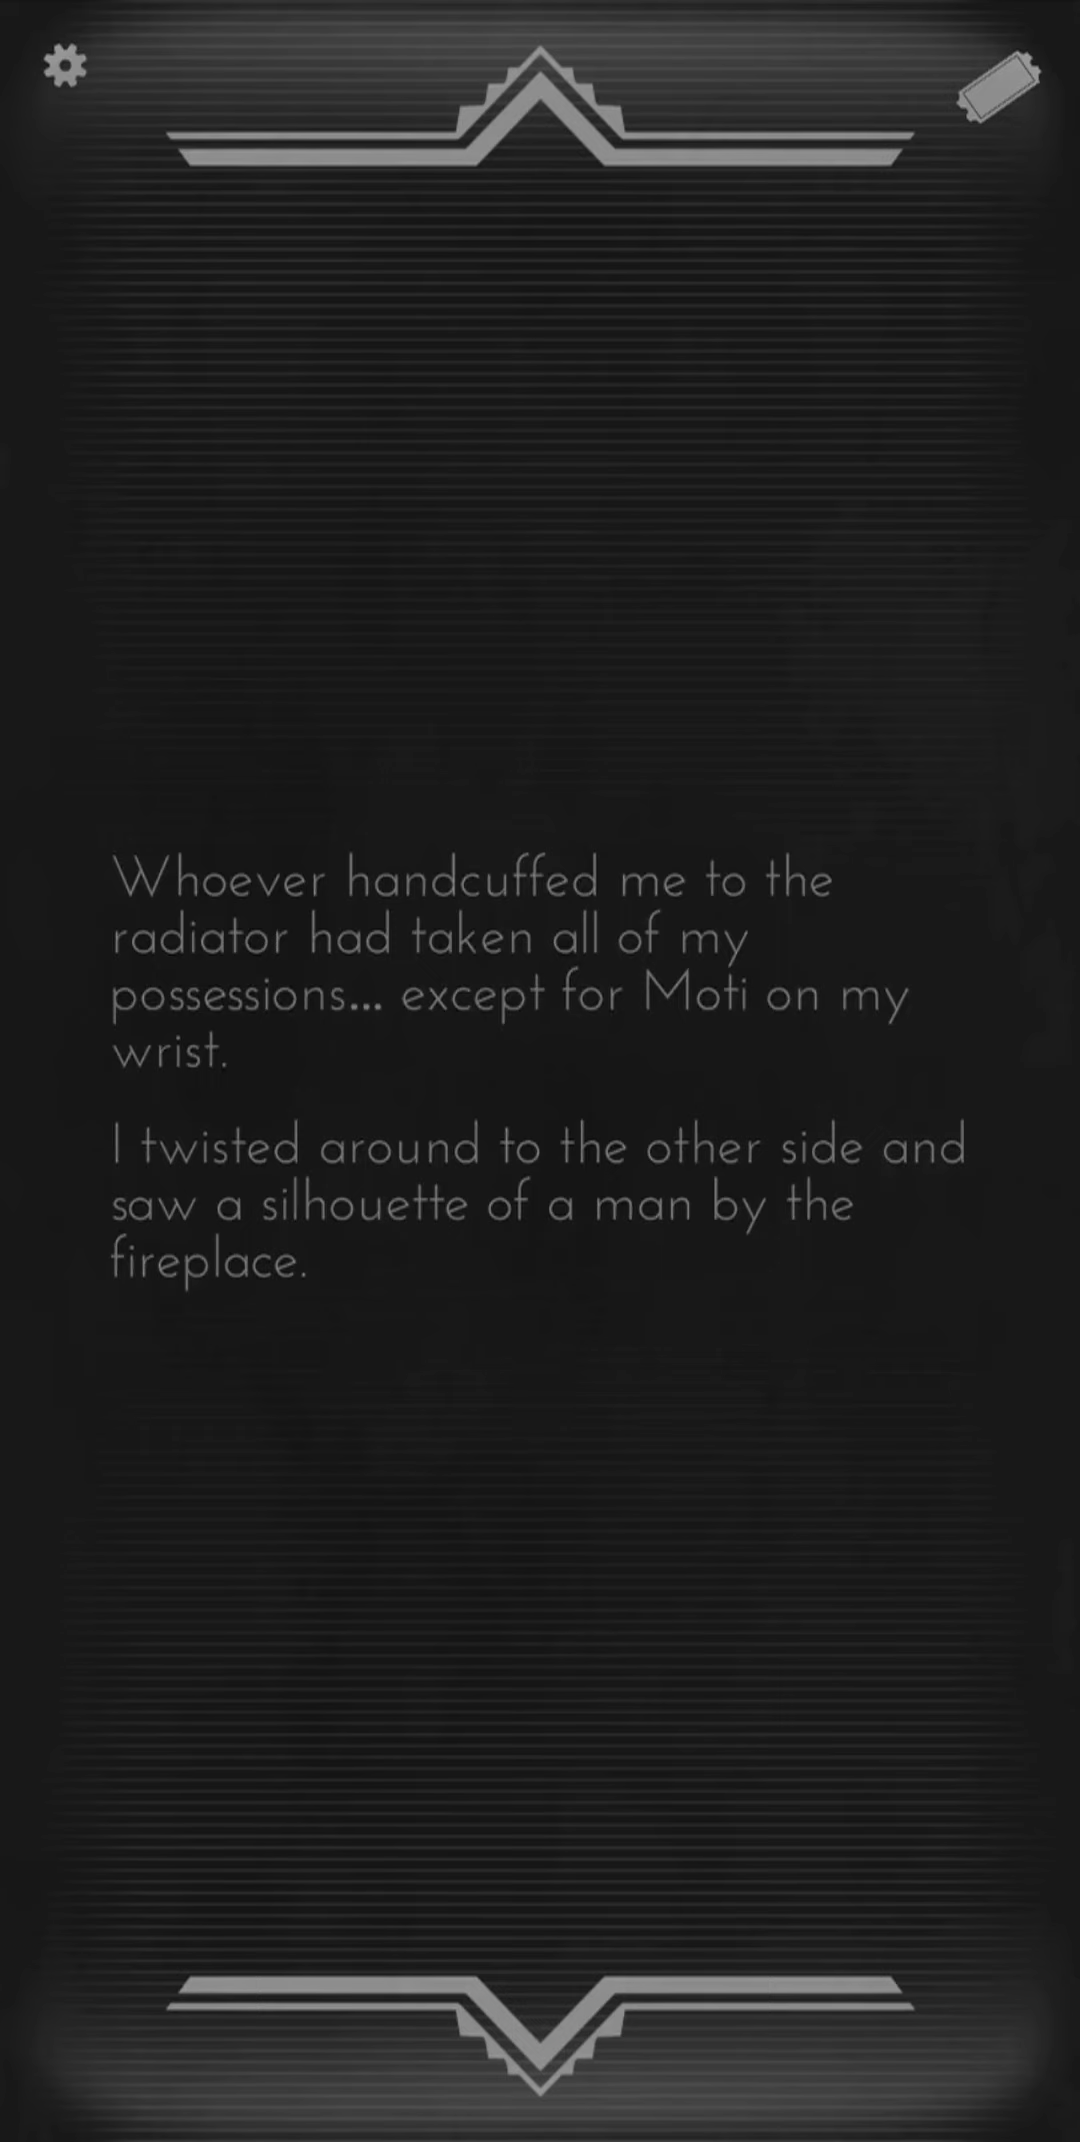 Whoever handcuffed me to the
radiator had taken all of my
possessions... except for Moti on my
wrist.
I twisted around to the other side and
saw a silhouette of a man by the
fireplace.